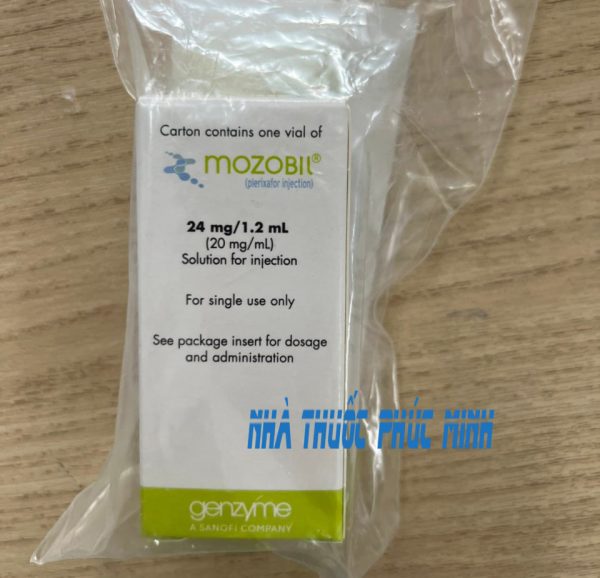 Carton contains one vial of
mozobil®
(plerixafor injection)
24 mg/1.2 mL
(20 mg/mL)
Solution for injection
For single use only
See package insert for dosage
and administration
NHÀ THUỐC PHÚC MINH
genzyme
A SANOFI COMPANY